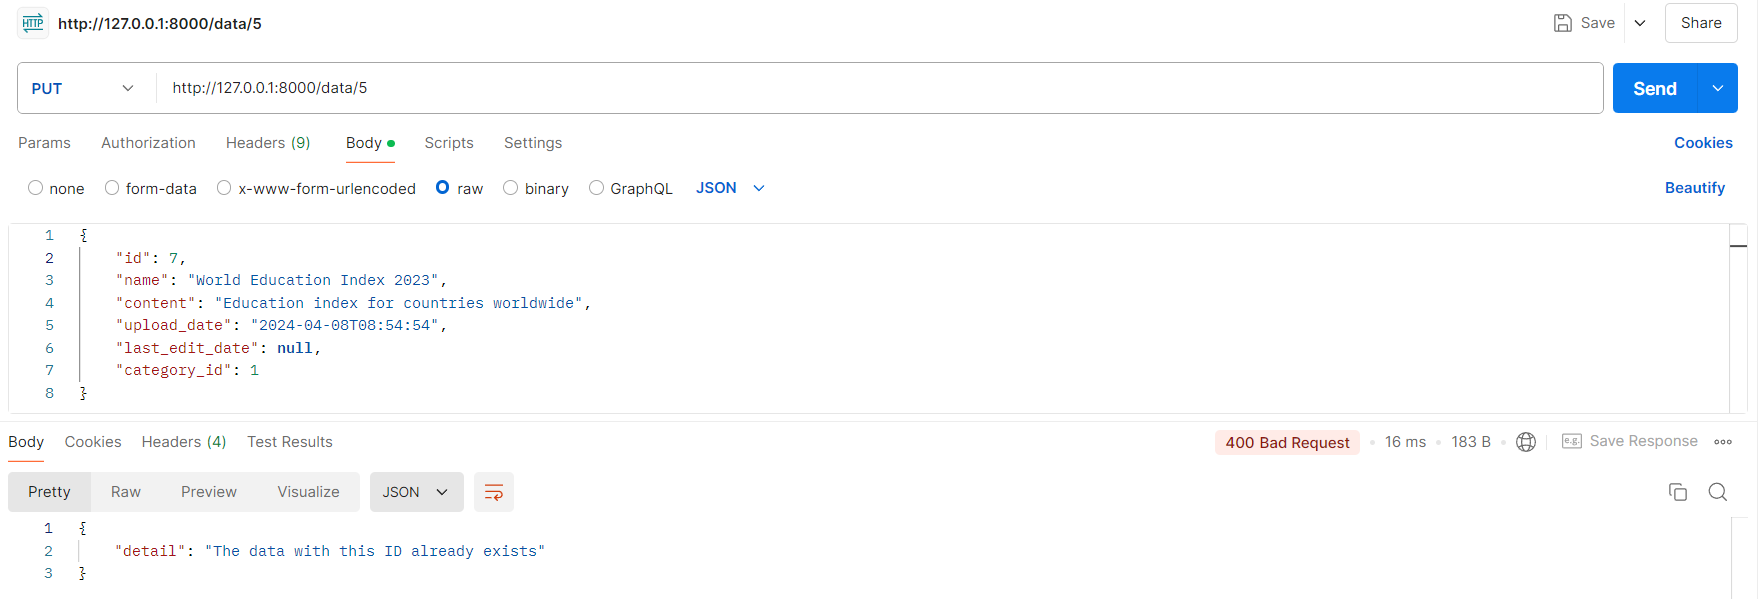 HTTP http://127.0.0.1:8000/data/5 Save Share
PUT http://127.0.0.1:8000/data/5 Send
Params Authorization Headers (9) Body Scripts Settings Cookies
none form-data x-www-form-urlencoded raw binary GraphQL JSON Beautify
1 {
2 "id": 7,
3 "name": "World Education Index 2023",
4 "content": "Education index for countries worldwide",
5 "upload_date": "2024-04-08T08:54:54",
6 "last_edit_date": null,
7 "category_id": 1
8 }
Body Cookies Headers (4) Test Results 400 Bad Request 16 ms 183 B e.g. Save Response
Pretty Raw Preview Visualize JSON
1 {
2 "detail": "The data with this ID already exists"
3 }